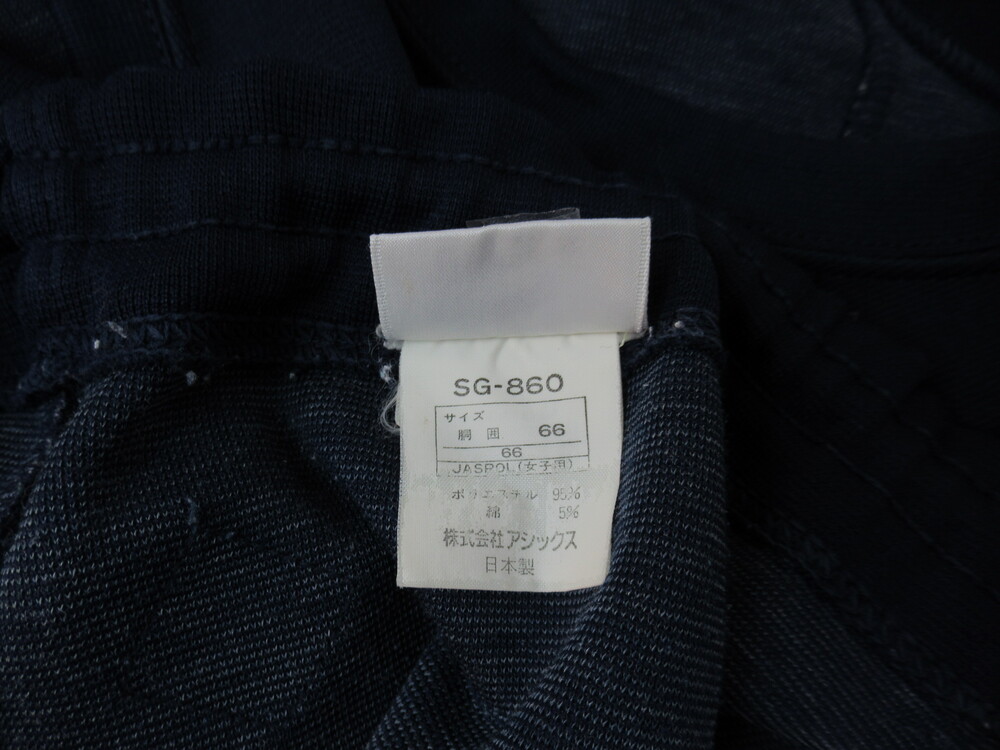 SG-860
サイズ
胴囲 66
66
JASPOL(女子用)
ポリエステル 95%
綿 5%
株式会社アシックス
日本製